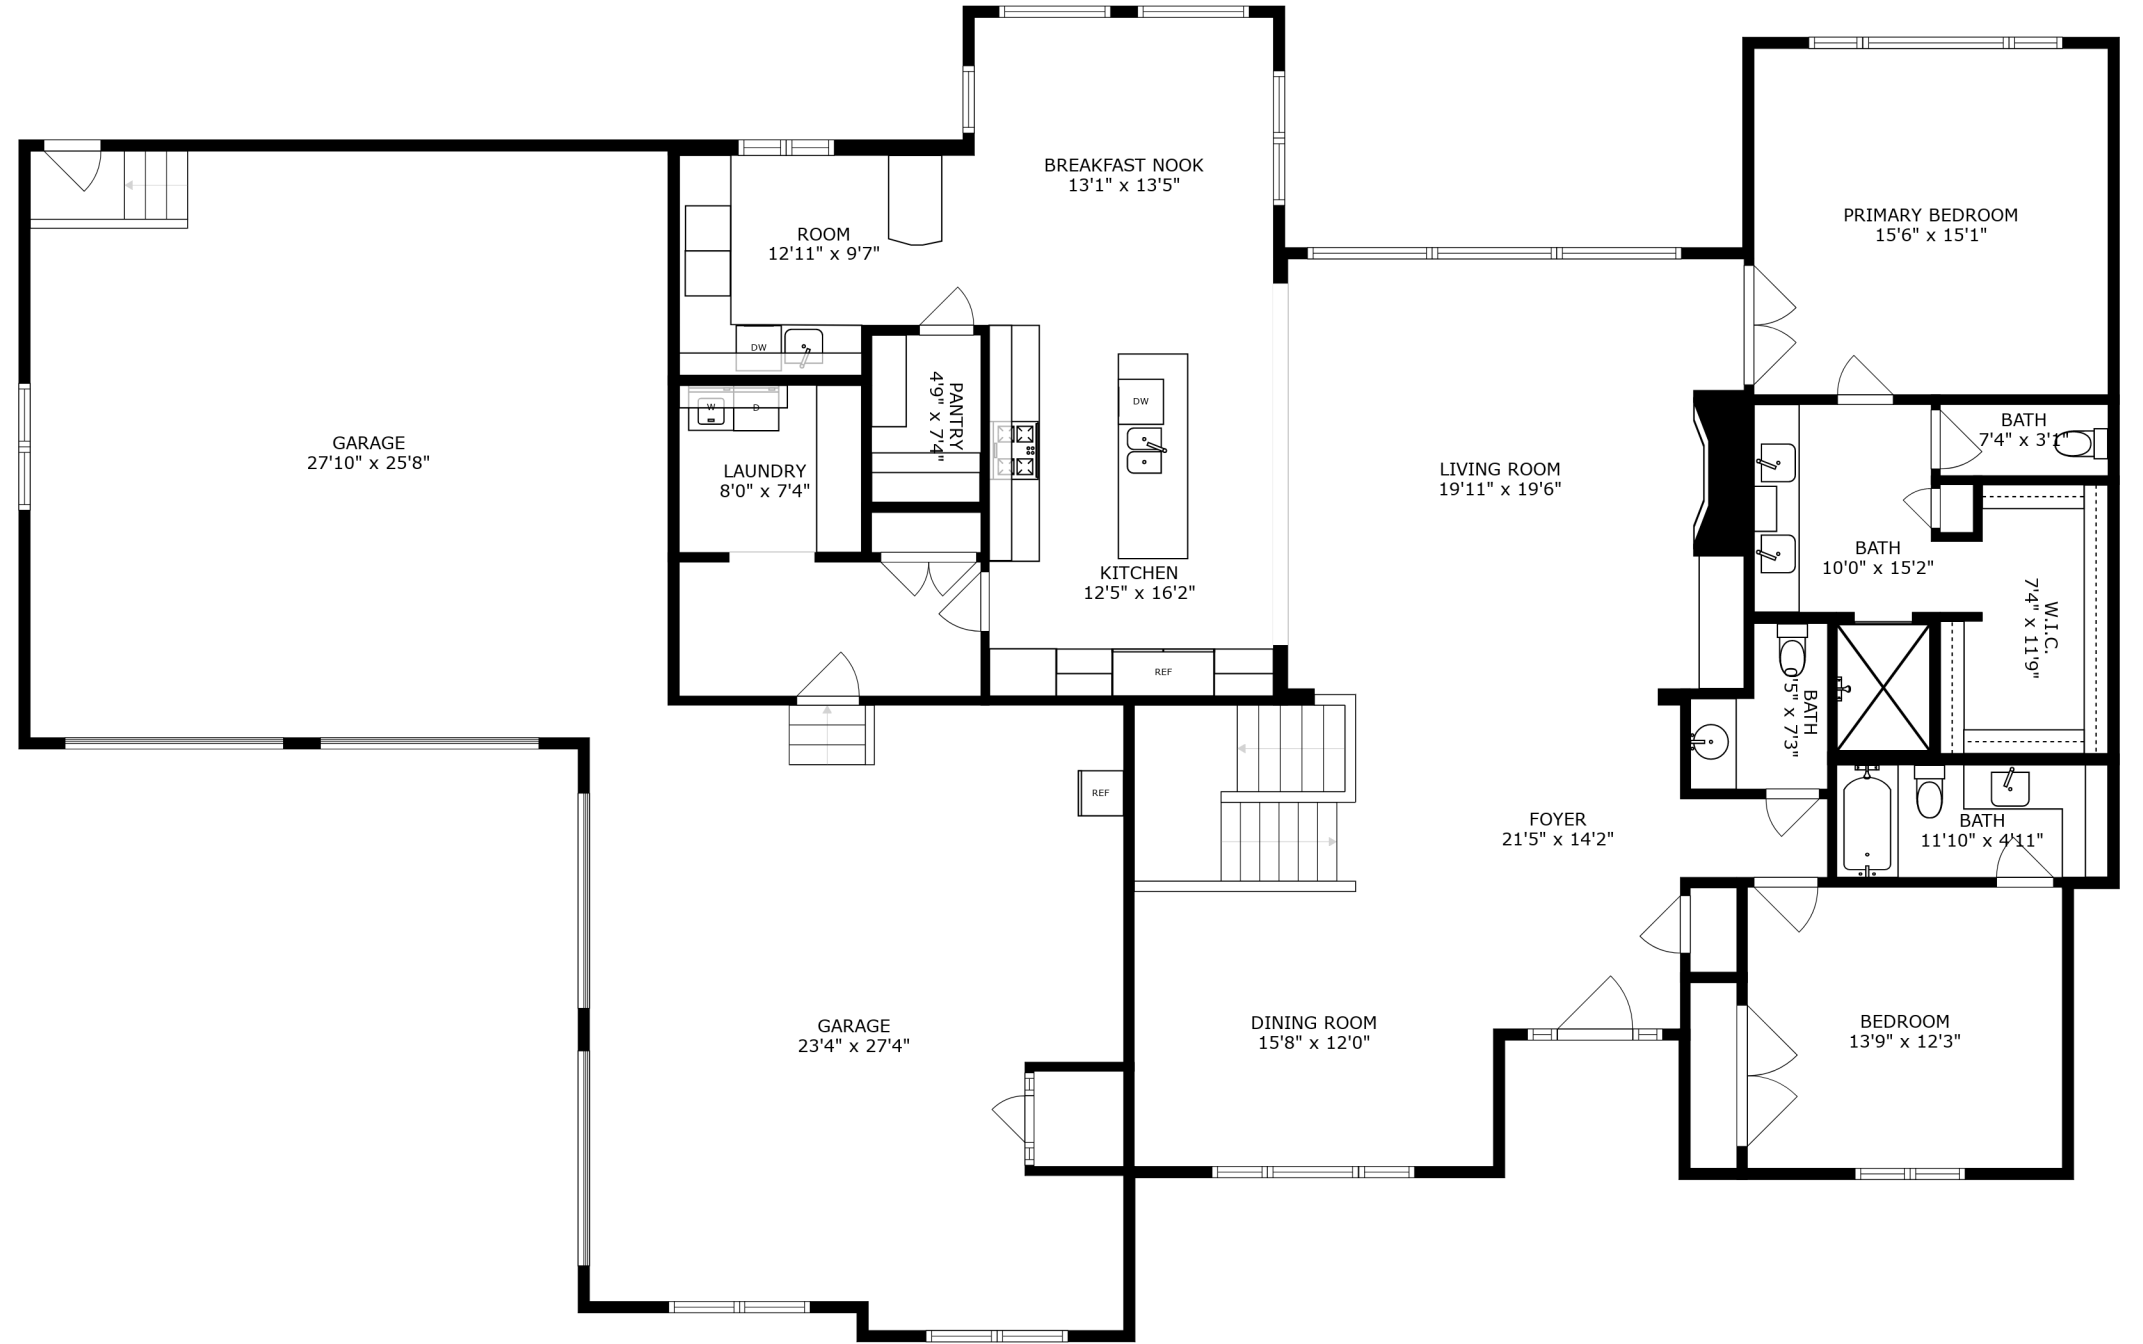 BREAKFAST NOOK
13'1" x 13'5"
PRIMARY BEDROOM
15'6" x 15'1"
ROOM
12'11" x 9'7"
DW
PANTRY
4'9" x 7'4"
W
D
DW
GARAGE
27'10" x 25'8"
LAUNDRY
8'0" x 7'4"
LIVING ROOM
19'11" x 19'6"
BATH
7'4" x 3'1"
BATH
10'0" x 15'2"
KITCHEN
12'5" x 16'2"
W.I.C.
7'4" x 11'9"
REF
BATH
0'5" x 7'3"
REF
FOYER
21'5" x 14'2"
BATH
11'10" x 4'11"
GARAGE
23'4" x 27'4"
DINING ROOM
15'8" x 12'0"
BEDROOM
13'9" x 12'3"